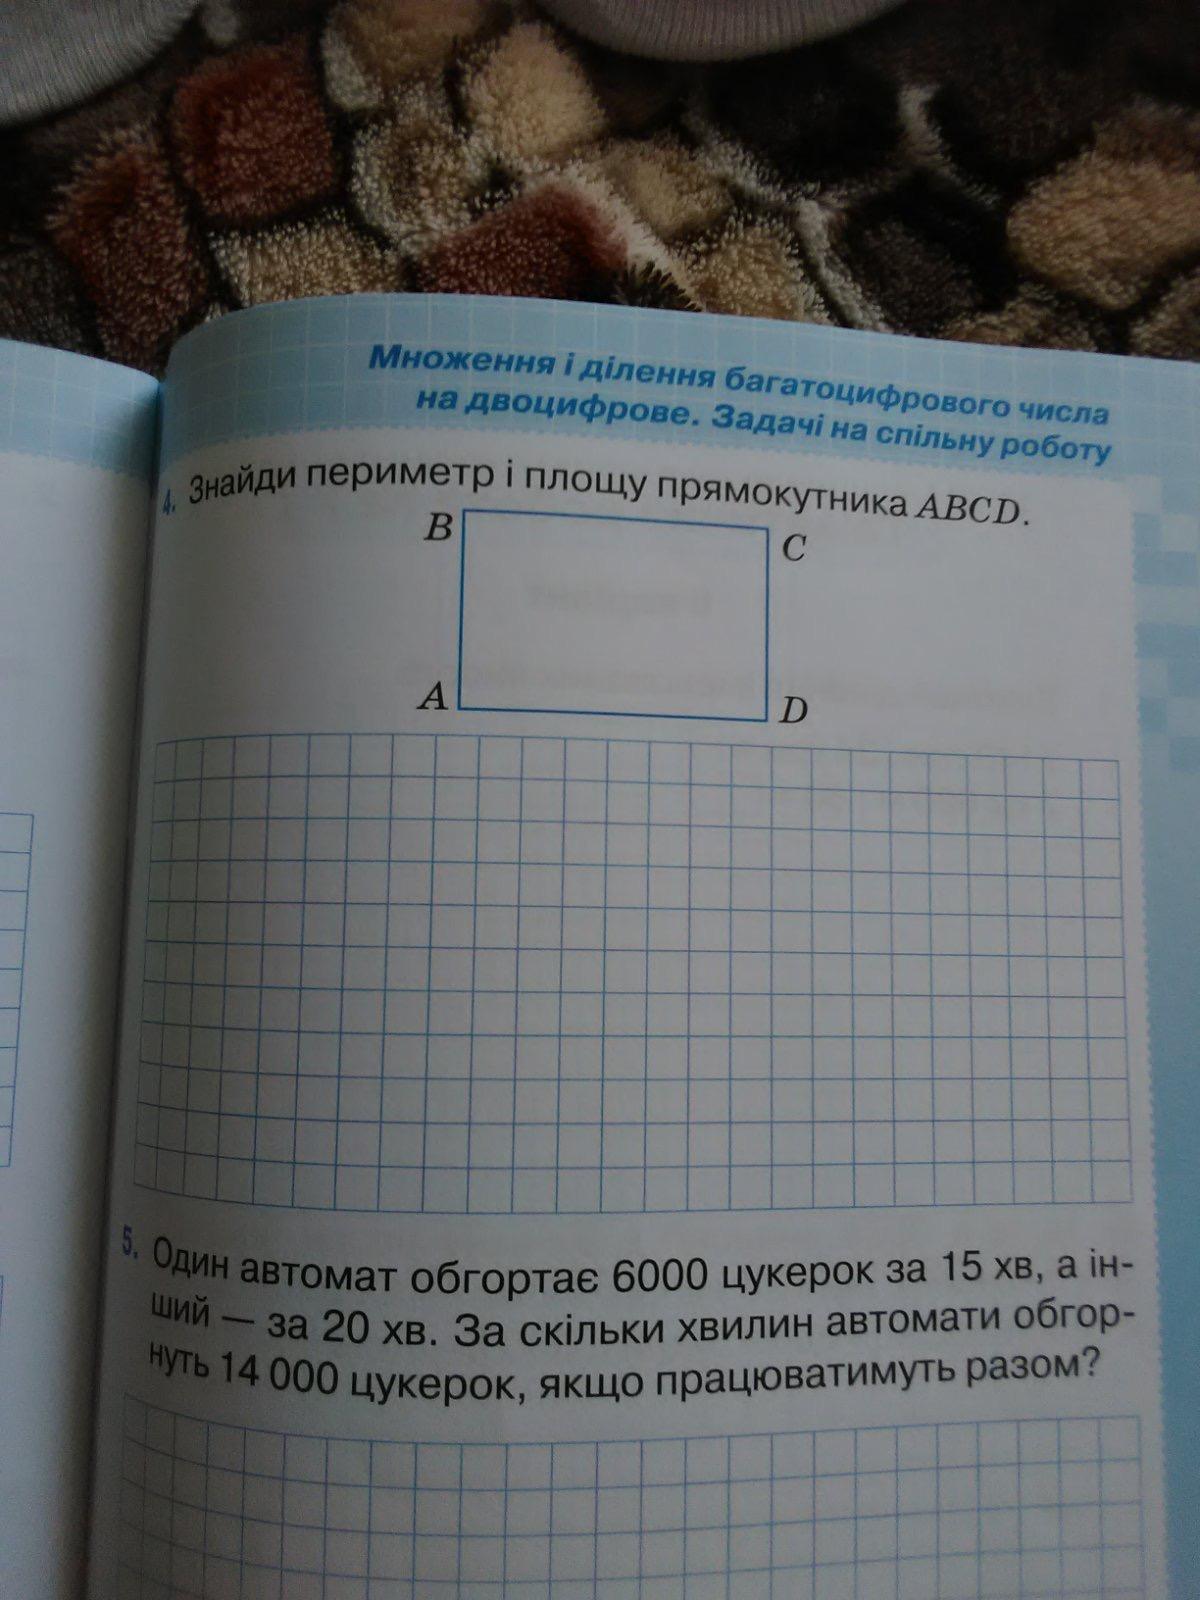 Множення і ділення багатоцифрового числа
на двоцифрове. Задачі на спільну роботу
4. Знайди периметр і площу прямокутника ABCD.
B
C
A
D
5. Один автомат обгортає 6000 цукерок за 15 хв, а ін-
ший — за 20 хв. За скільки хвилин автомати обгор-
нуть 14 000 цукерок, якщо працюватимуть разом?